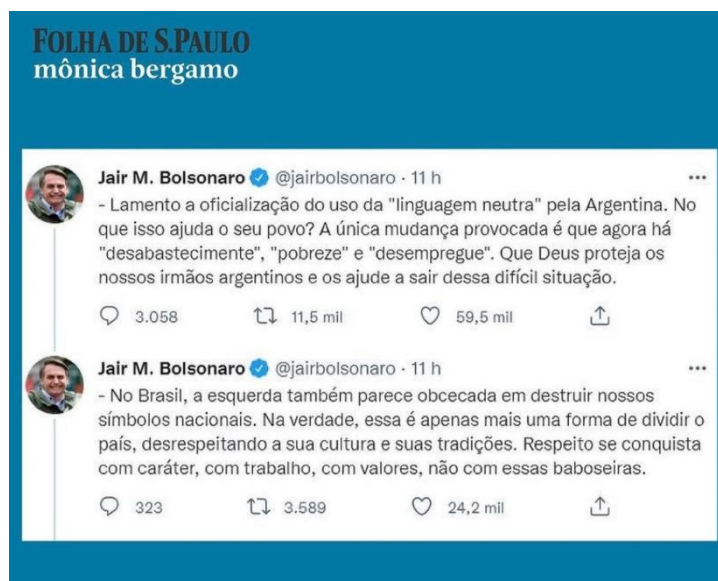 FOLHA DE S.PAULO
mônica bergamo
Jair M. Bolsonaro @jairbolsonaro · 11 h
- Lamento a oficialização do uso da "linguagem neutra" pela Argentina. No
que isso ajuda o seu povo? A única mudança provocada é que agora há
"desabastecimente", "pobreze" e "desempregue". Que Deus proteja os
nossos irmãos argentinos e os ajude a sair dessa difícil situação.
3.058 11,5 mil 59,5 mil
Jair M. Bolsonaro @jairbolsonaro · 11 h
- No Brasil, a esquerda também parece obcecada em destruir nossos
símbolos nacionais. Na verdade, essa é apenas mais uma forma de dividir o
país, desrespeitando a sua cultura e suas tradições. Respeito se conquista
com caráter, com trabalho, com valores, não com essas baboseiras.
323 3.589 24,2 mil